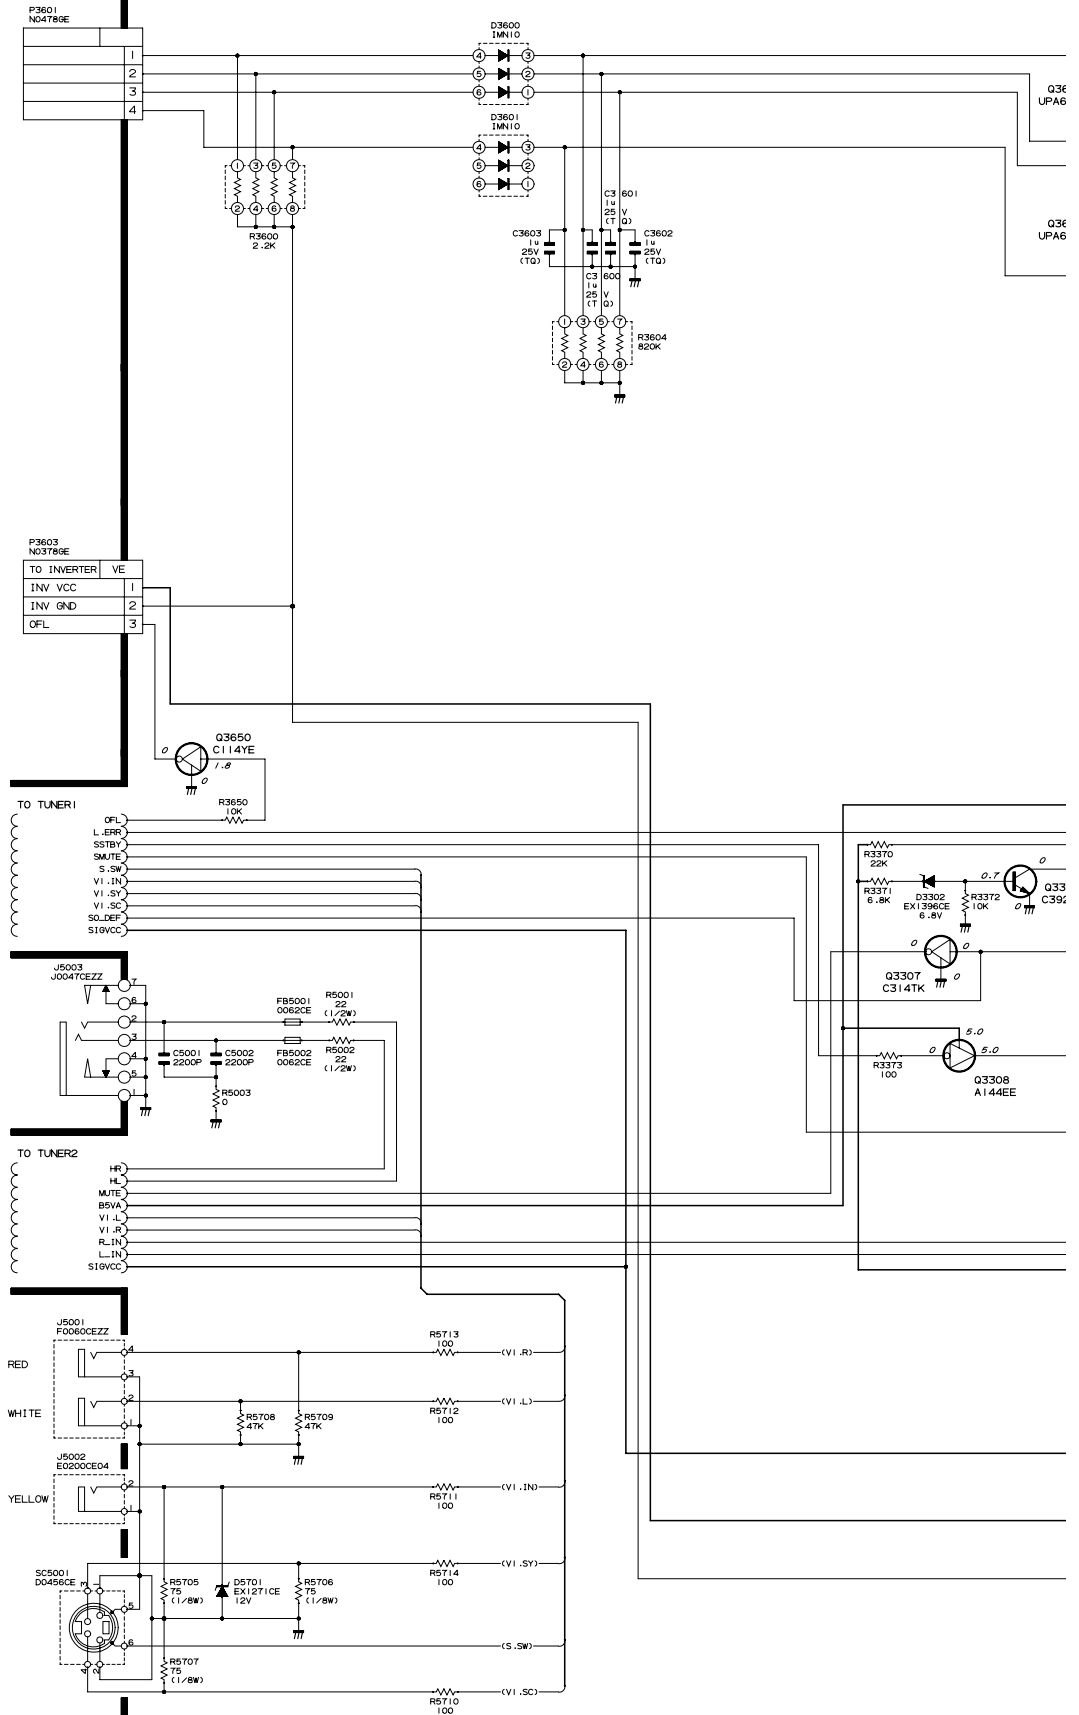 P3601
N0478GE
1
2
3
4
D3600
IMN10
4 3
5 2
6 1
D3601
IMN10
4 3
5 2
6 1
Q36
UPA6
Q36
UPA6
1 3 5 7
2 4 6 8
R3600
2.2K
C3601
1u
25V
(TQ)
C3603
1u
25V
(TQ)
C3602
1u
25V
(TQ)
C3600
1u
25V
(TQ)
1 3 5 7
2 4 6 8
R3604
820K
P3603
N0378GE
TO INVERTER VE
INV VCC 1
INV GND 2
OFL 3
Q3650
C114YE
0
1.8
0
R3650
10K
TO TUNER1
OFL
L.ERR
SSTBY
SMUTE
S.SW
V1.IN
V1.SY
V1.SC
SO_DEF
SIGVCC
R3370
22K
R3371
6.8K
D3302
EX1396CE
6.8V
0.7
R3372
10K
0
0
Q33
C392
0
0
0
Q3307
C314TK
5.0
0
5.0
R3373
100
Q3308
A144EE
J5003
J0047CEZZ
7
6
2
3
4
5
1
C5001
2200P
C5002
2200P
R5003
0
FB5001
0062CE
R5001
22
(1/2W)
FB5002
0062CE
R5002
22
(1/2W)
TO TUNER2
HR
HL
MUTE
B5VA
V1.L
V1.R
R_IN
L_IN
SIGVCC
J5001
F0060CEZZ
RED
4
3
WHITE
2
1
R5713
100
(V1.R)
R5708
47K
R5709
47K
R5712
100
(V1.L)
J5002
E0200CE04
YELLOW
2
1
R5711
100
(V1.IN)
SC5001
D0456CE
3
1
5
6
4
2
R5705
75
(1/8W)
D5701
EX1271CE
12V
R5706
75
(1/8W)
R5714
100
(V1.SY)
(S.SW)
R5707
75
(1/8W)
R5710
100
(V1.SC)